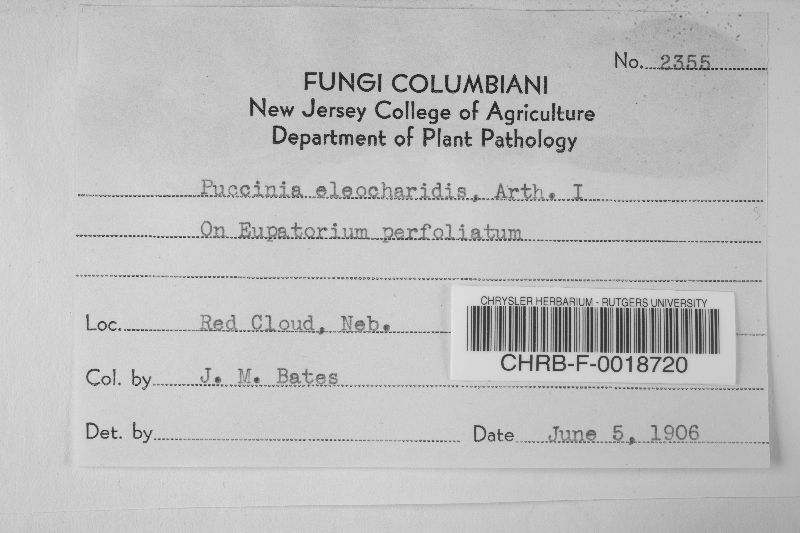 No. 2355
FUNGI COLUMBIANI
New Jersey College of Agriculture
Department of Plant Pathology
Puccinia eleocharidis, Arth. I
On Eupatorium perfoliatum
Loc. Red Cloud, Neb.
CHRYSLER HERBARIUM - RUTGERS UNIVERSITY
CHRB-F-0018720
Col. by J. M. Bates
Det. by
Date June 5, 1906